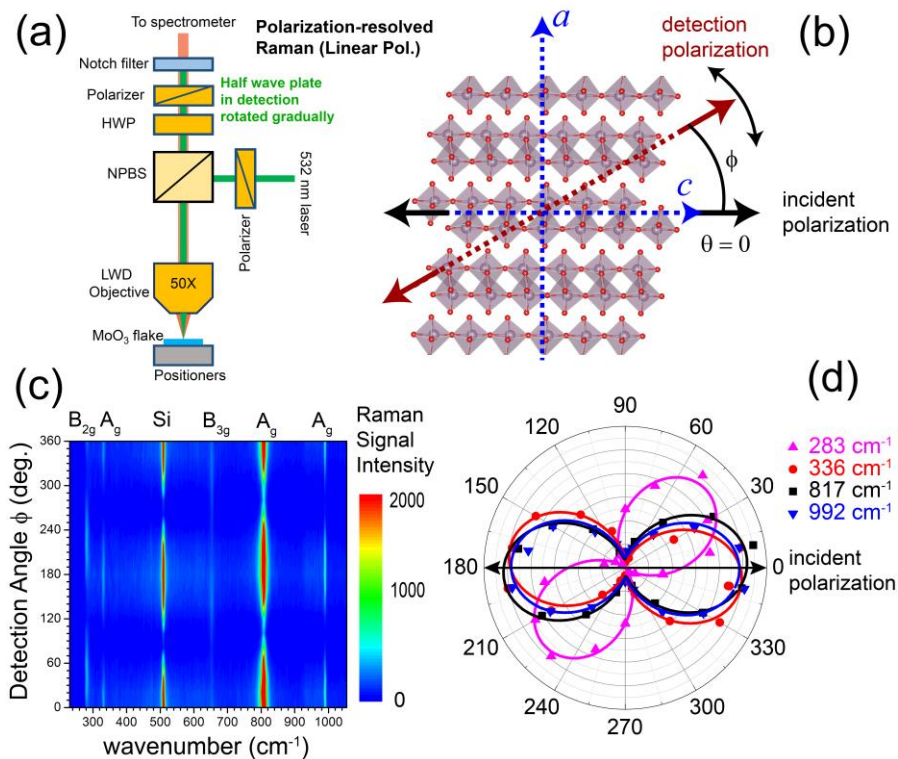 (a)
To spectrometer
Polarization-resolved
Raman (Linear Pol.)
Notch filter
Polarizer
Half wave plate
in detection
rotated gradually
HWP
NPBS
Polarizer
532 nm laser
LWD
Objective
50X
MoO₃ flake
Positioners
(b)
a
detection
polarization
ϕ
c
incident
polarization
θ = 0
(c)
B₂g Ag Si B₃g Ag Ag
Raman
Signal
Intensity
360
300
240
180
120
60
0
Detection Angle ϕ (deg.)
300 400 500 600 700 800 900 1000
wavenumber (cm⁻¹)
2000
1000
0
(d)
90
120 60
150 30
180 0
210 330
240 300
270
283 cm⁻¹
336 cm⁻¹
817 cm⁻¹
992 cm⁻¹
incident
polarization